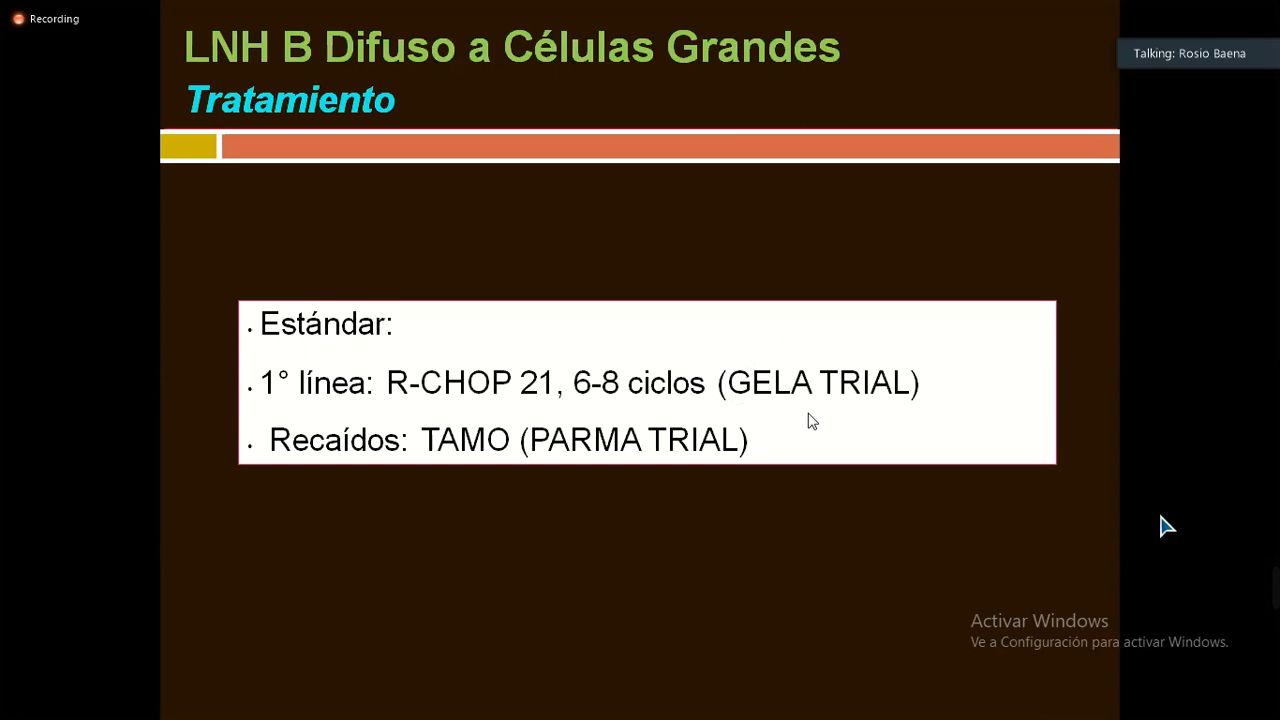 Recording
LNH B Difuso a Células Grandes
Talking: Rosio Baena
Tratamiento
• Estándar:
• 1° línea: R-CHOP 21, 6-8 ciclos (GELA TRIAL)
• Recaídos: TAMO (PARMA TRIAL)
Activar Windows
Ve a Configuración para activar Windows.